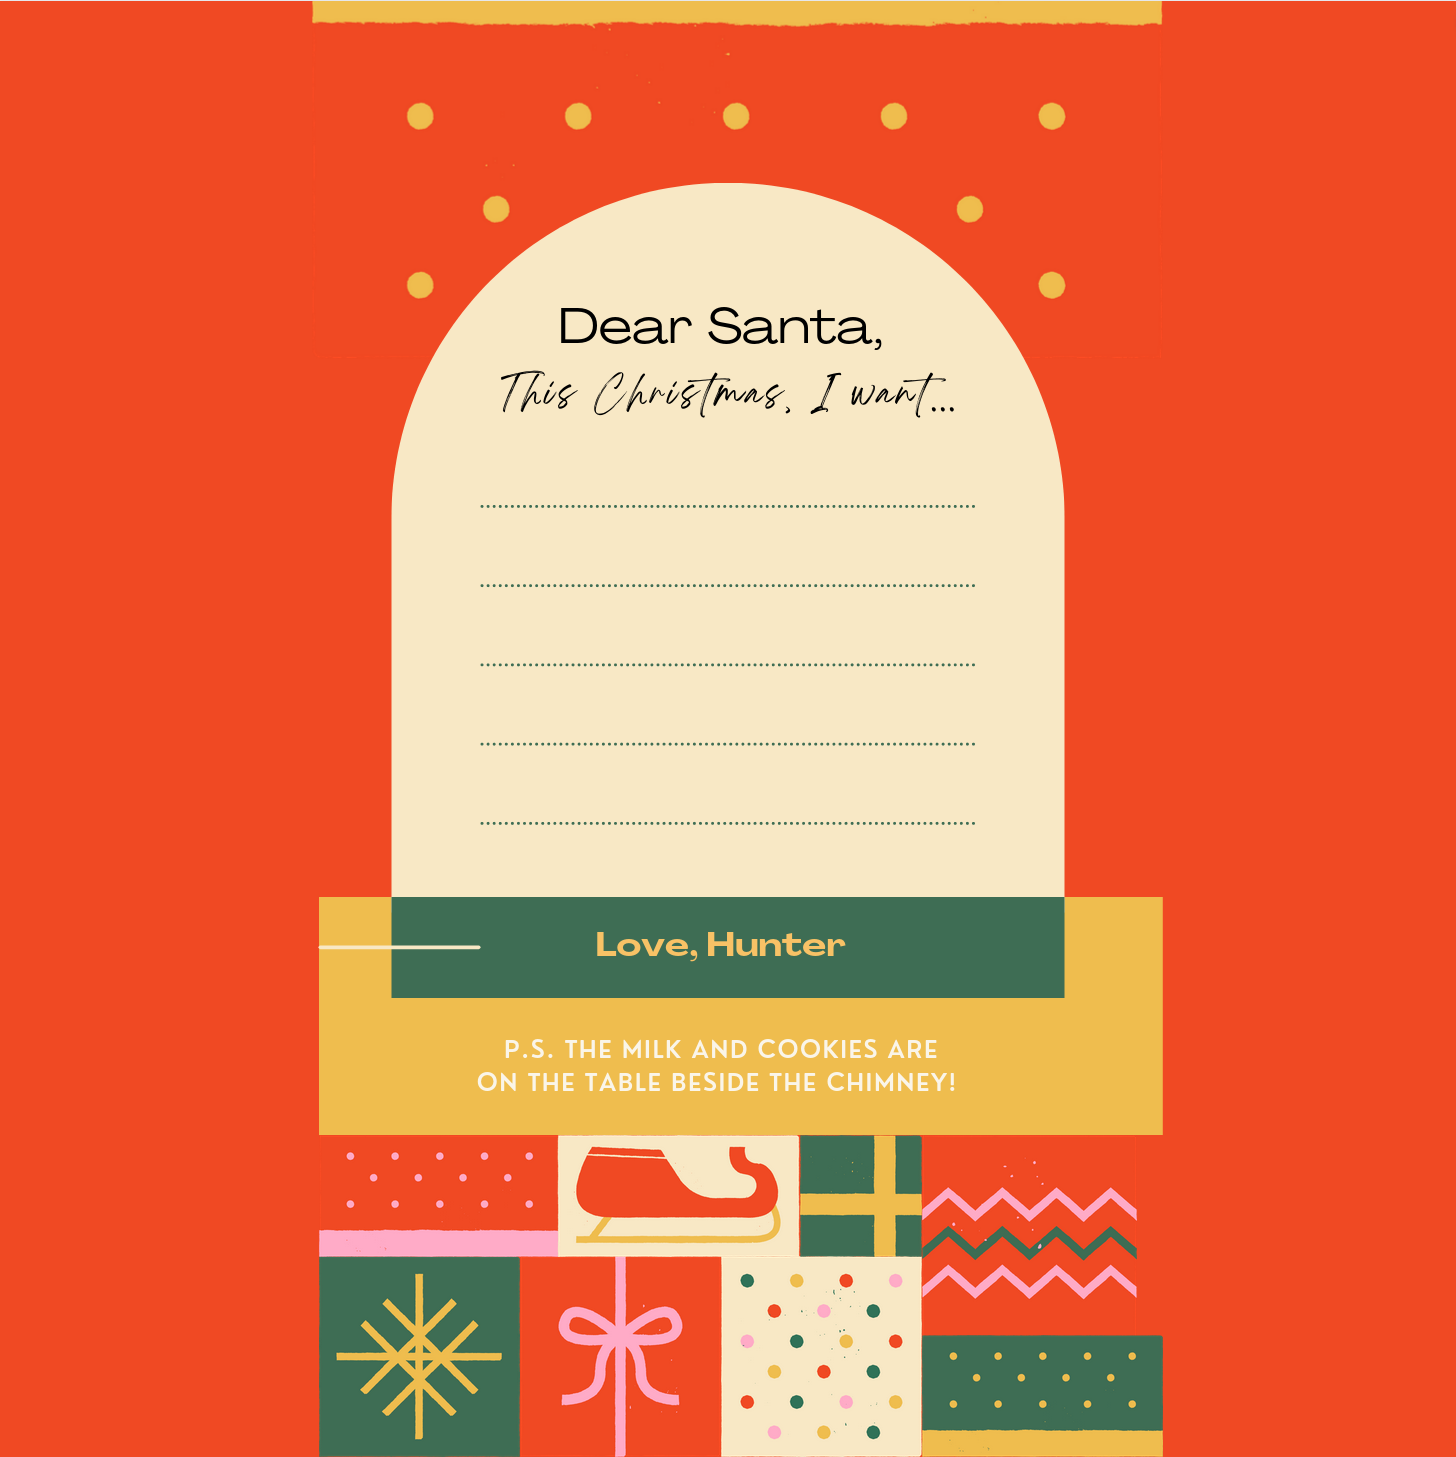 Dear Santa,
This Christmas, I want...
Love, Hunter
P.S. THE MILK AND COOKIES ARE
ON THE TABLE BESIDE THE CHIMNEY!